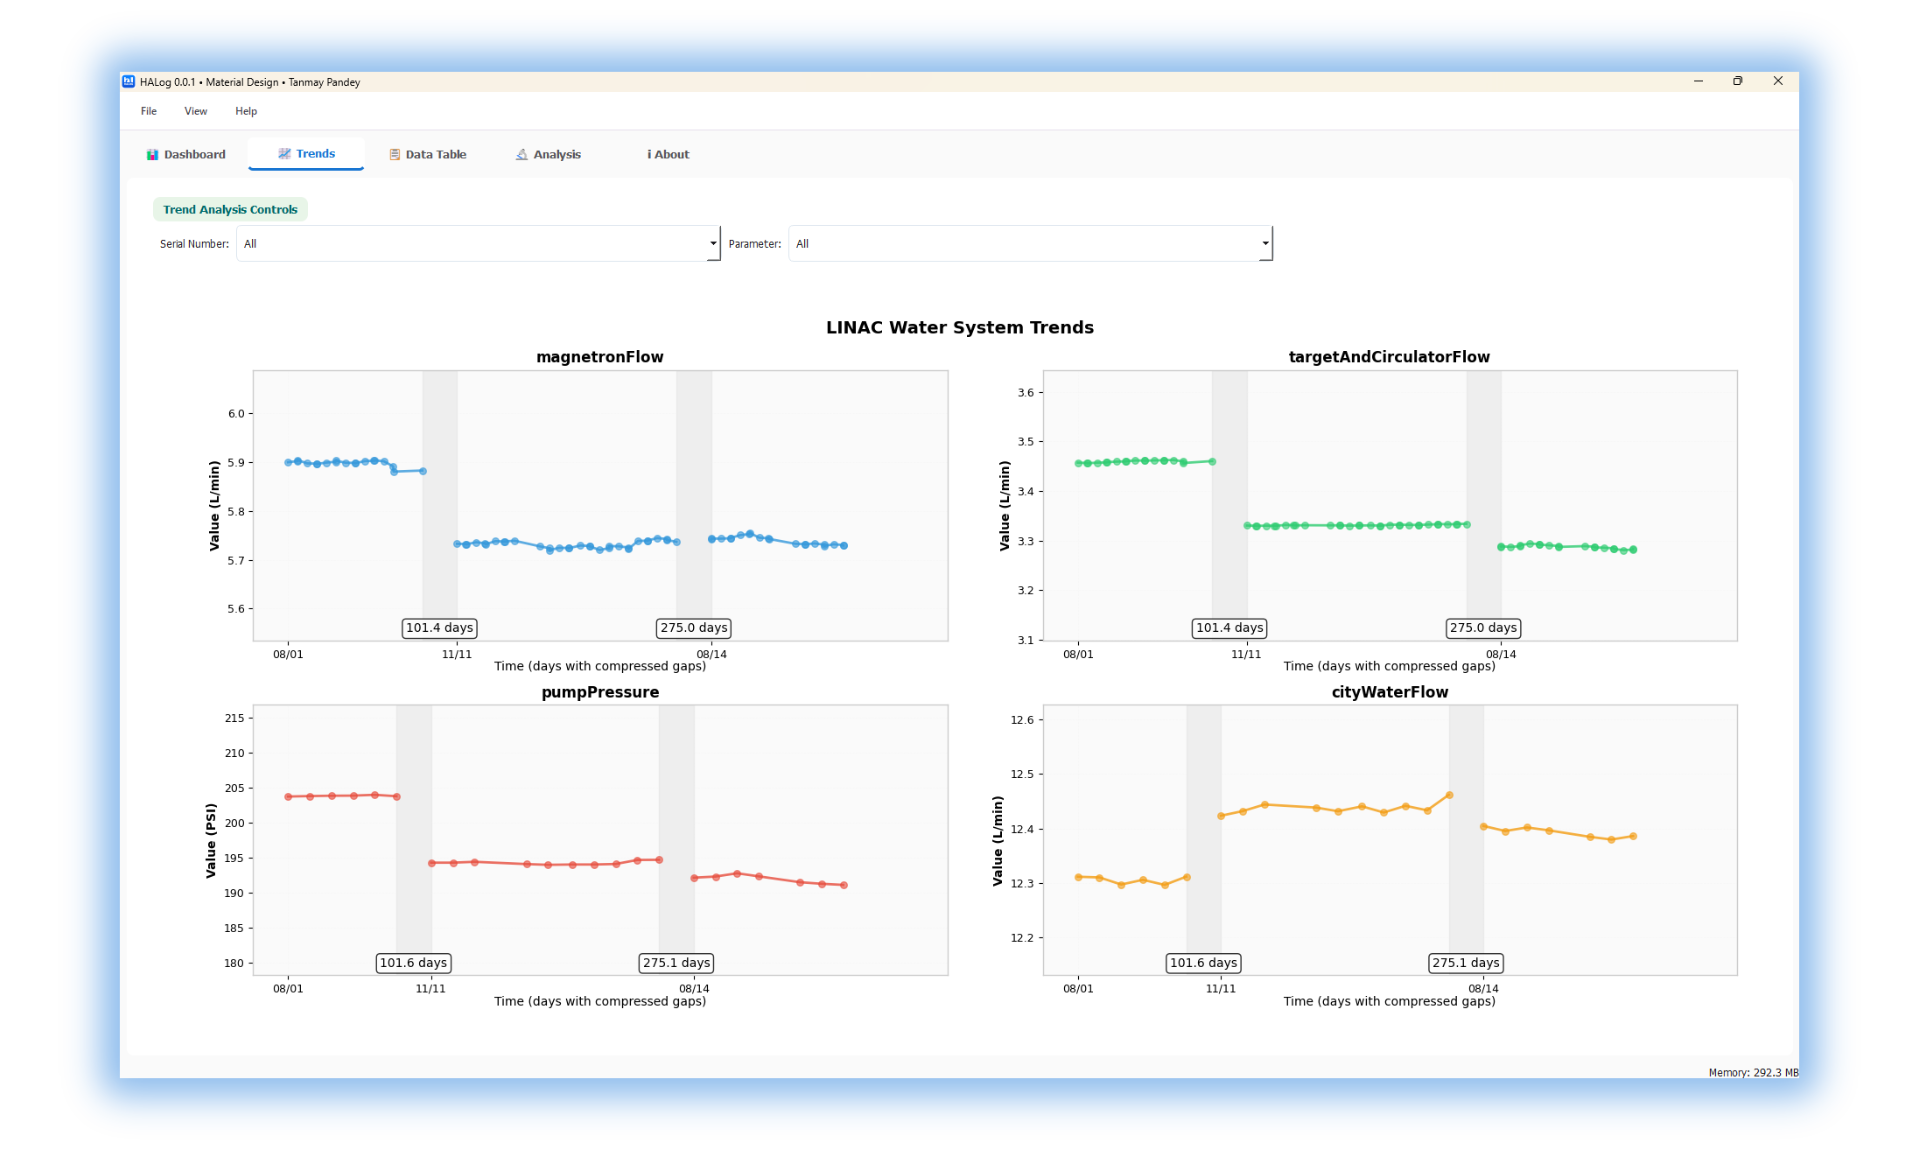 HALog 0.0.1 • Material Design • Tanmay Pandey
File View Help
Dashboard Trends Data Table Analysis i About
Trend Analysis Controls
Serial Number: All Parameter: All
LINAC Water System Trends
magnetronFlow
Value (L/min)
6.0
5.9
5.8
5.7
5.6
101.4 days 275.0 days
08/01 11/11 08/14
Time (days with compressed gaps)
targetAndCirculatorFlow
Value (L/min)
3.6
3.5
3.4
3.3
3.2
3.1
101.4 days 275.0 days
08/01 11/11 08/14
Time (days with compressed gaps)
pumpPressure
Value (PSI)
215
210
205
200
195
190
185
180
101.6 days 275.1 days
08/01 11/11 08/14
Time (days with compressed gaps)
cityWaterFlow
Value (L/min)
12.6
12.5
12.4
12.3
12.2
101.6 days 275.1 days
08/01 11/11 08/14
Time (days with compressed gaps)
Memory: 292.3 MB